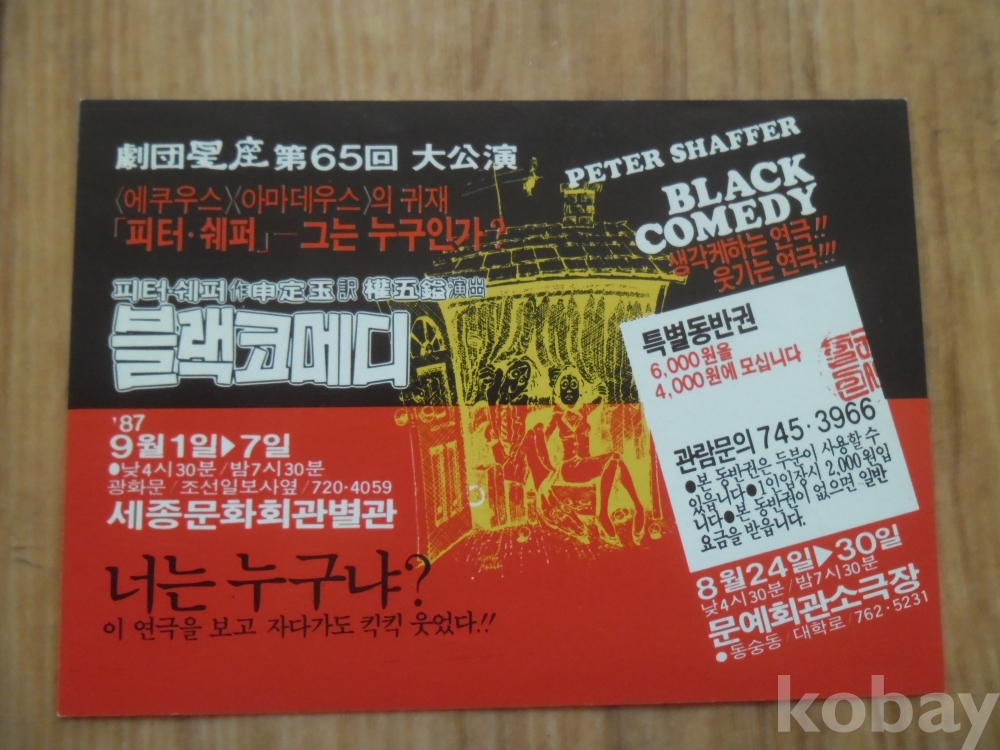 劇団星座 第65回 大公演
〈에쿠우스〉〈아마데우스〉의 귀재
「피터·쉐퍼」─그는 누구인가?
피터·쉐퍼 作 申定玉 訳 權五鎰 演出
블랙코메디
PETER SHAFFER
BLACK
COMEDY
생각케하는 연극!!
웃기는 연극!!!
특별동반권
6,000원을
4,000원에 모십니다
관람문의 745·3966
●본 동반권은 두분이 사용할 수
있읍니다●1인입장시 2,000원입
니다●본 동반권이 없으면 일반
요금을 받읍니다.
'87
9월1일▶7일
●낮4시30분/밤7시30분
광화문/조선일보사옆/720·4059
세종문화회관별관
너는 누구냐?
이 연극을 보고 자다가도 킥킥 웃었다!!
8월24일▶30일
낮4시30분/밤7시30분
문예회관소극장
●동숭동/대학로/762·5231
kobay